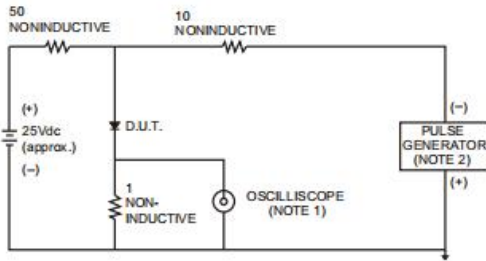 50
NONINDUCTIVE
10
NONINDUCTIVE
(+)
25Vdc
(approx.)
(−)
D.U.T.
1
NON-
INDUCTIVE
OSCILLISCOPE
(NOTE 1)
(−)
PULSE
GENERATOR
(NOTE 2)
(+)